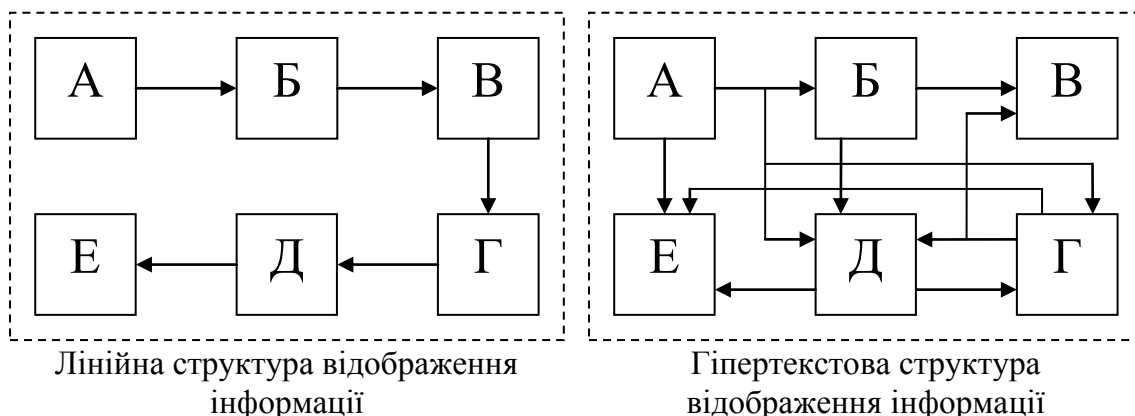 А Б В
Е Д Г
Лінійна структура відображення
інформації
А Б В
Е Д Г
Гіпертекстова структура
відображення інформації